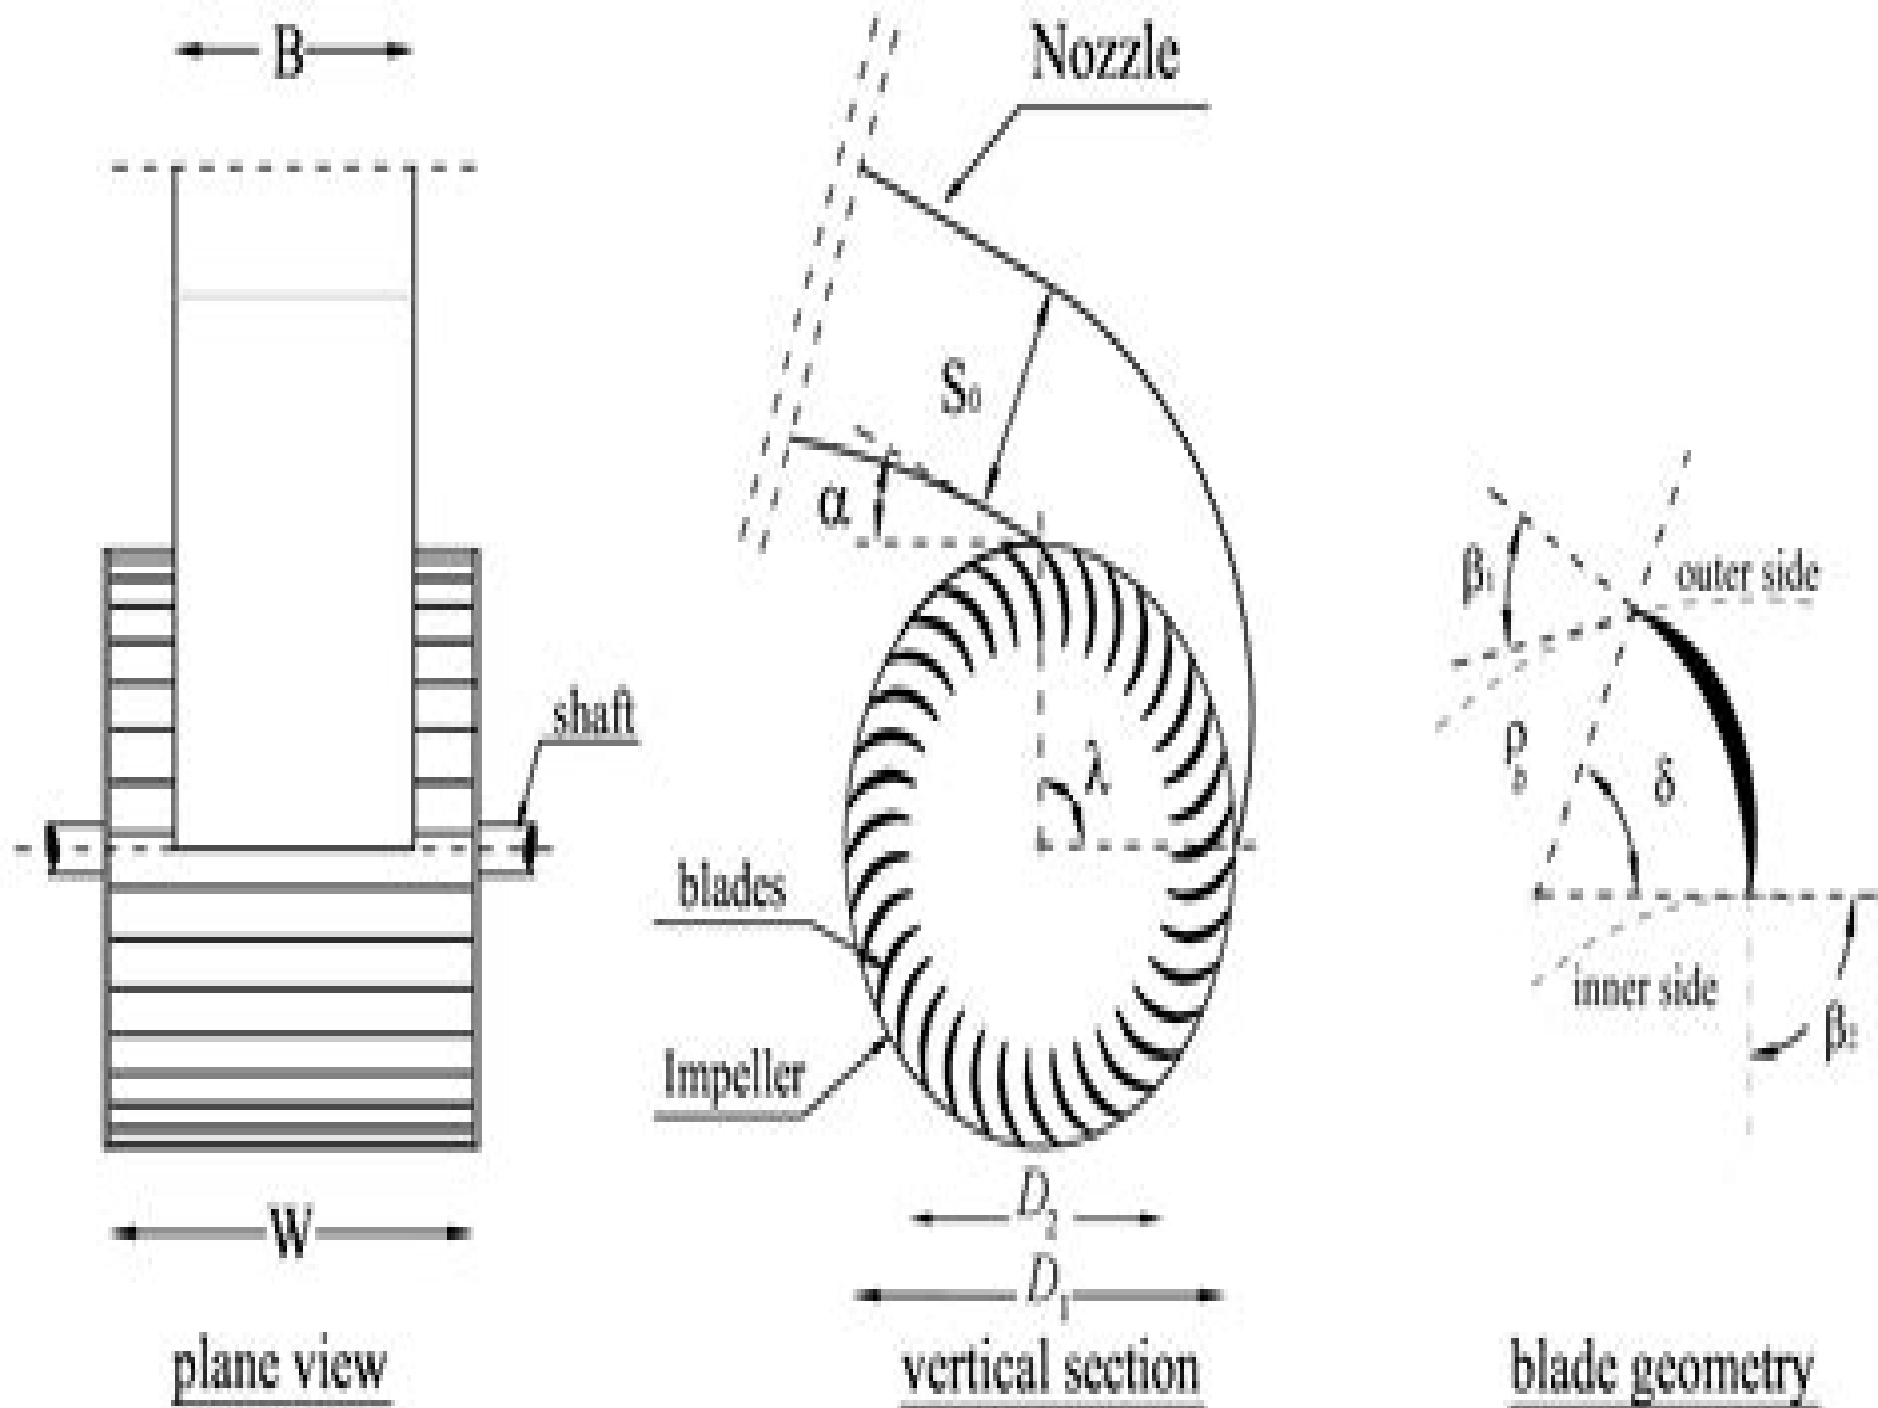 B
Nozzle
S₀
α
β₁
outer side
shaft
λ
ρ
δ
blades
inner side
β₂
Impeller
D₂
W
D₁
plane view
vertical section
blade geometry